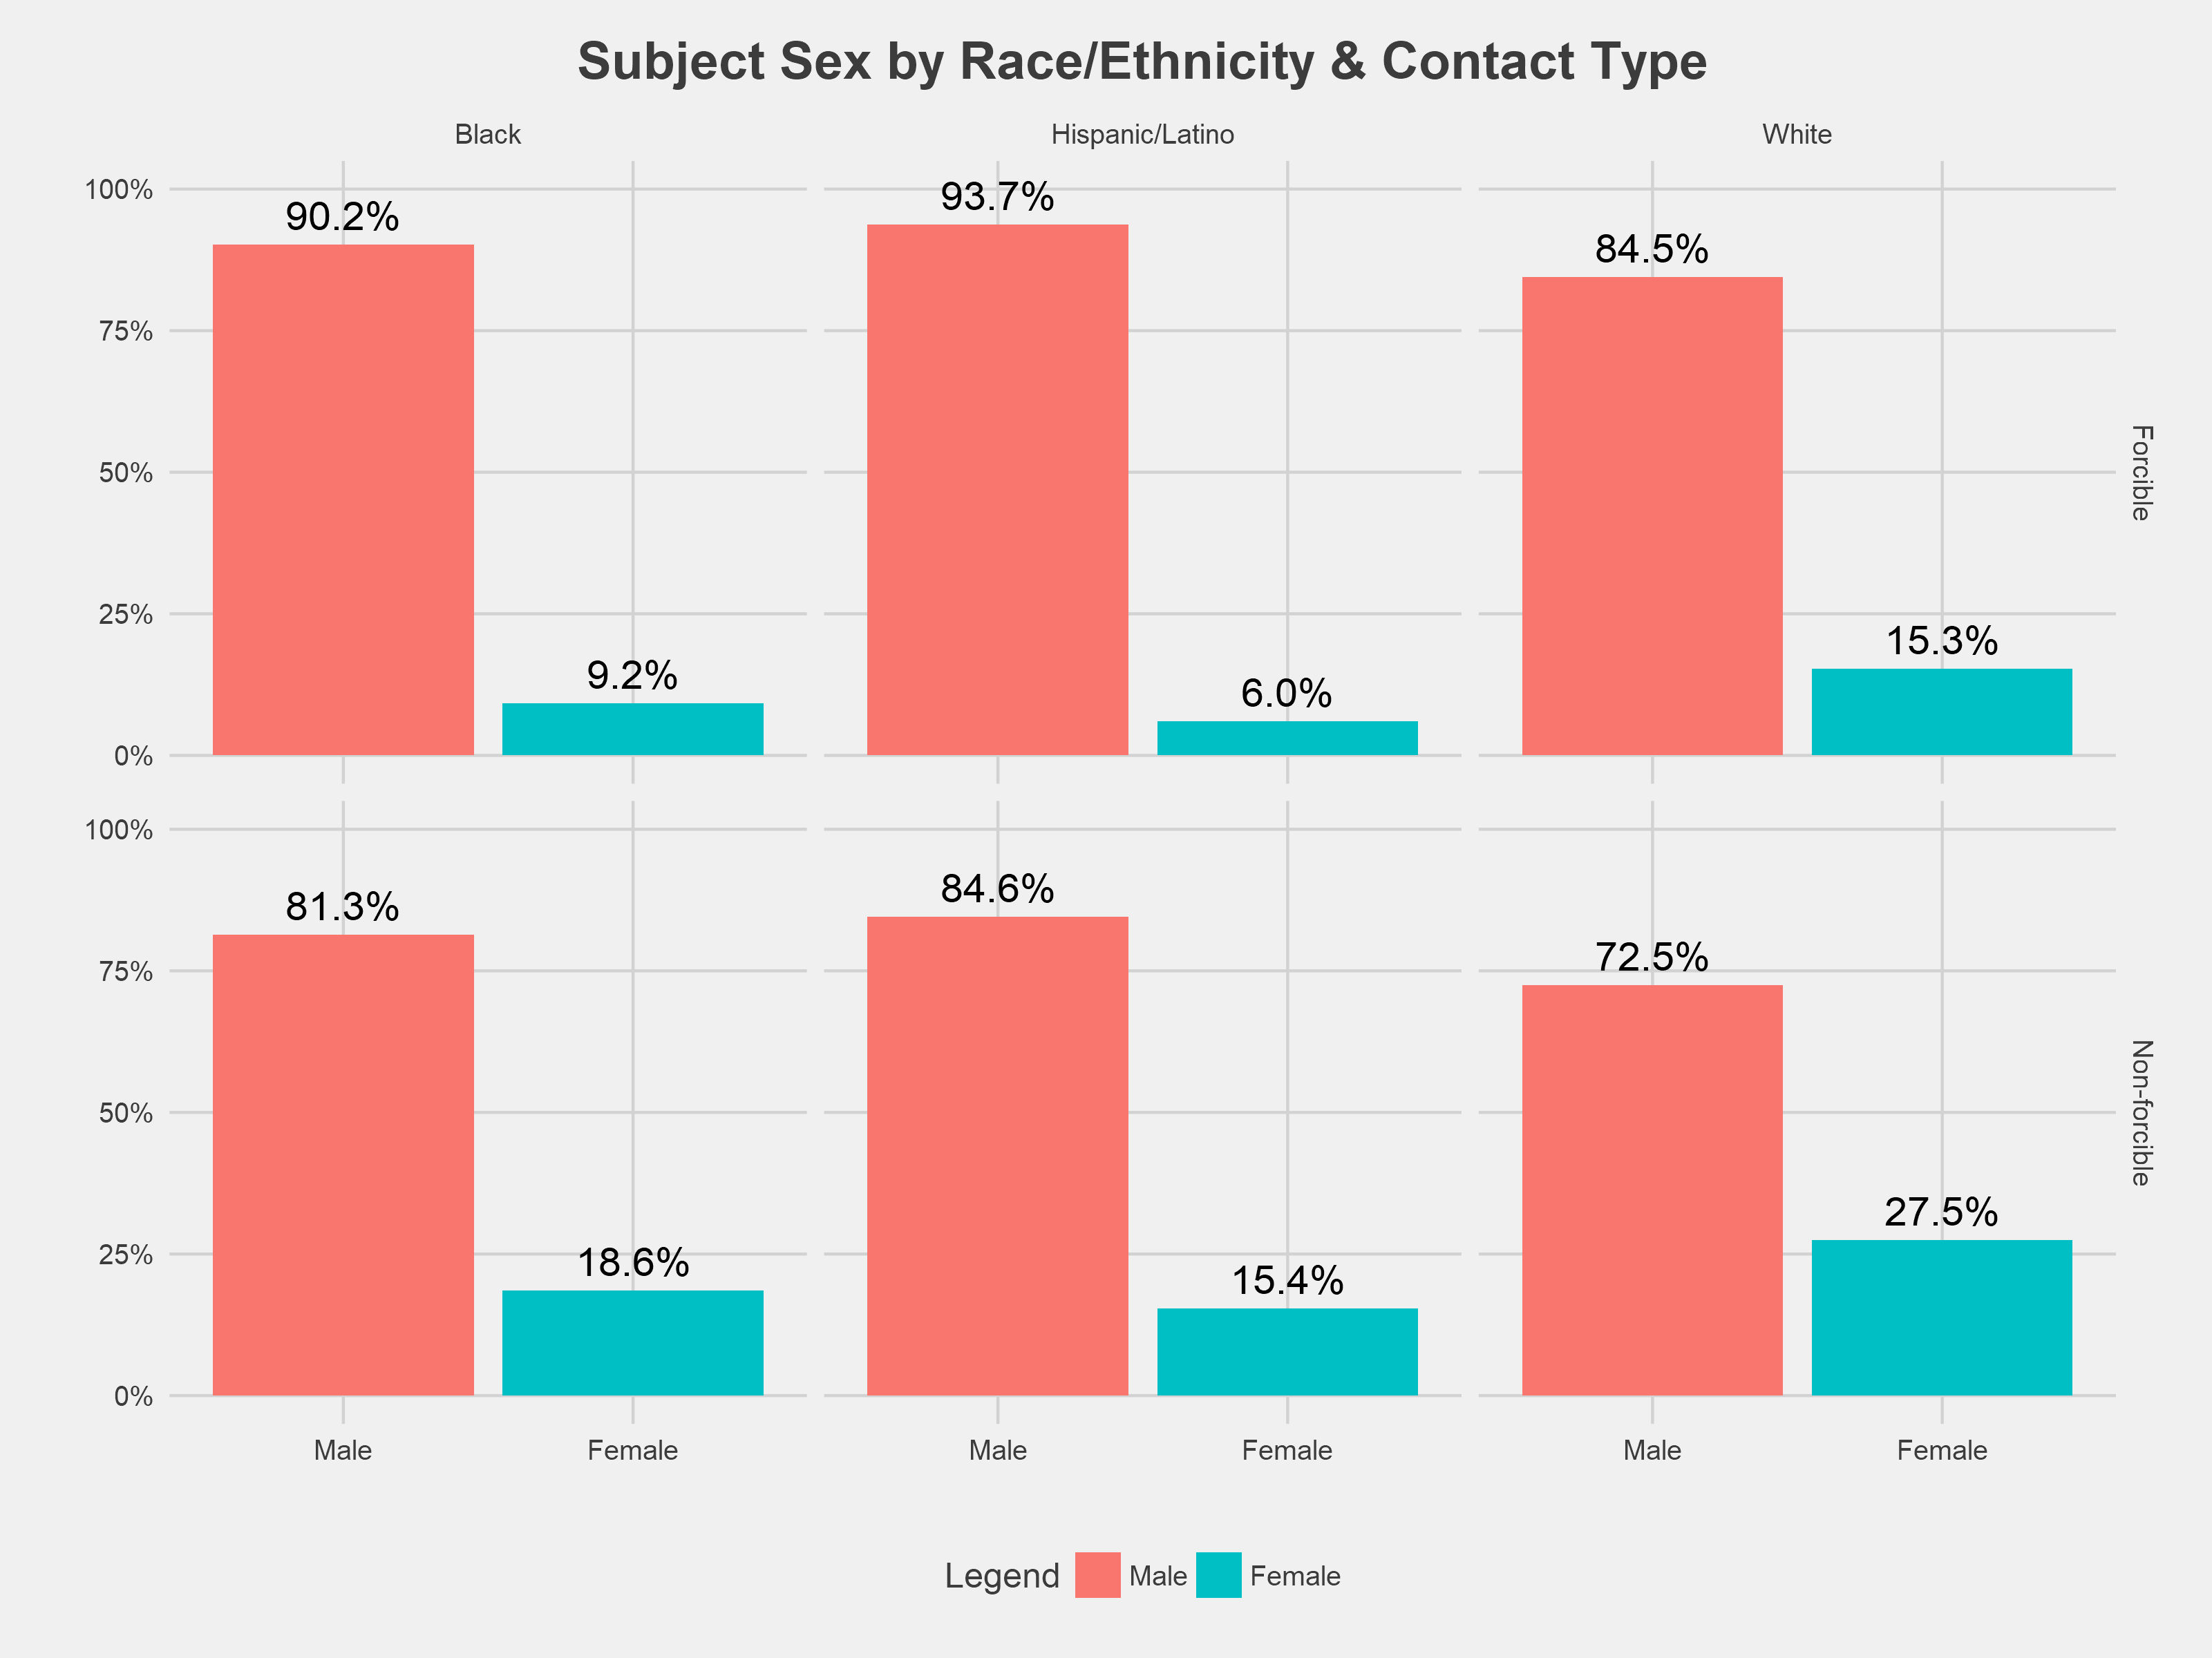 Subject Sex by Race/Ethnicity & Contact Type
Black Hispanic/Latino White
100%
75%
50%
25%
0%
90.2% 9.2% 93.7% 6.0% 84.5% 15.3%
Forcible
100%
75%
50%
25%
0%
81.3% 18.6% 84.6% 15.4% 72.5% 27.5%
Non-forcible
Male Female Male Female Male Female
Legend Male Female